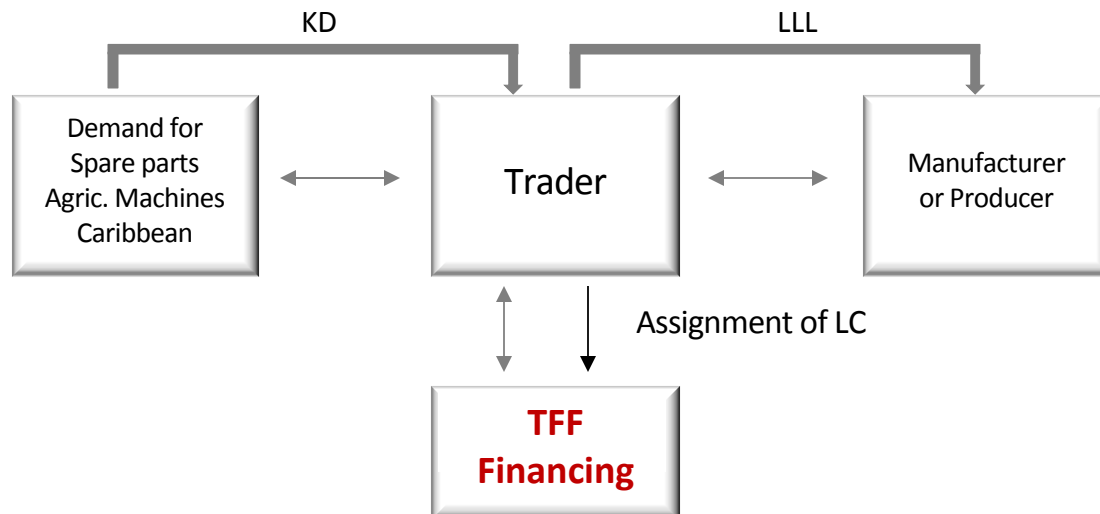 KD
LLL
Demand for
Spare parts
Agric. Machines
Caribbean
Trader
Manufacturer
or Producer
Assignment of LC
TFF
Financing